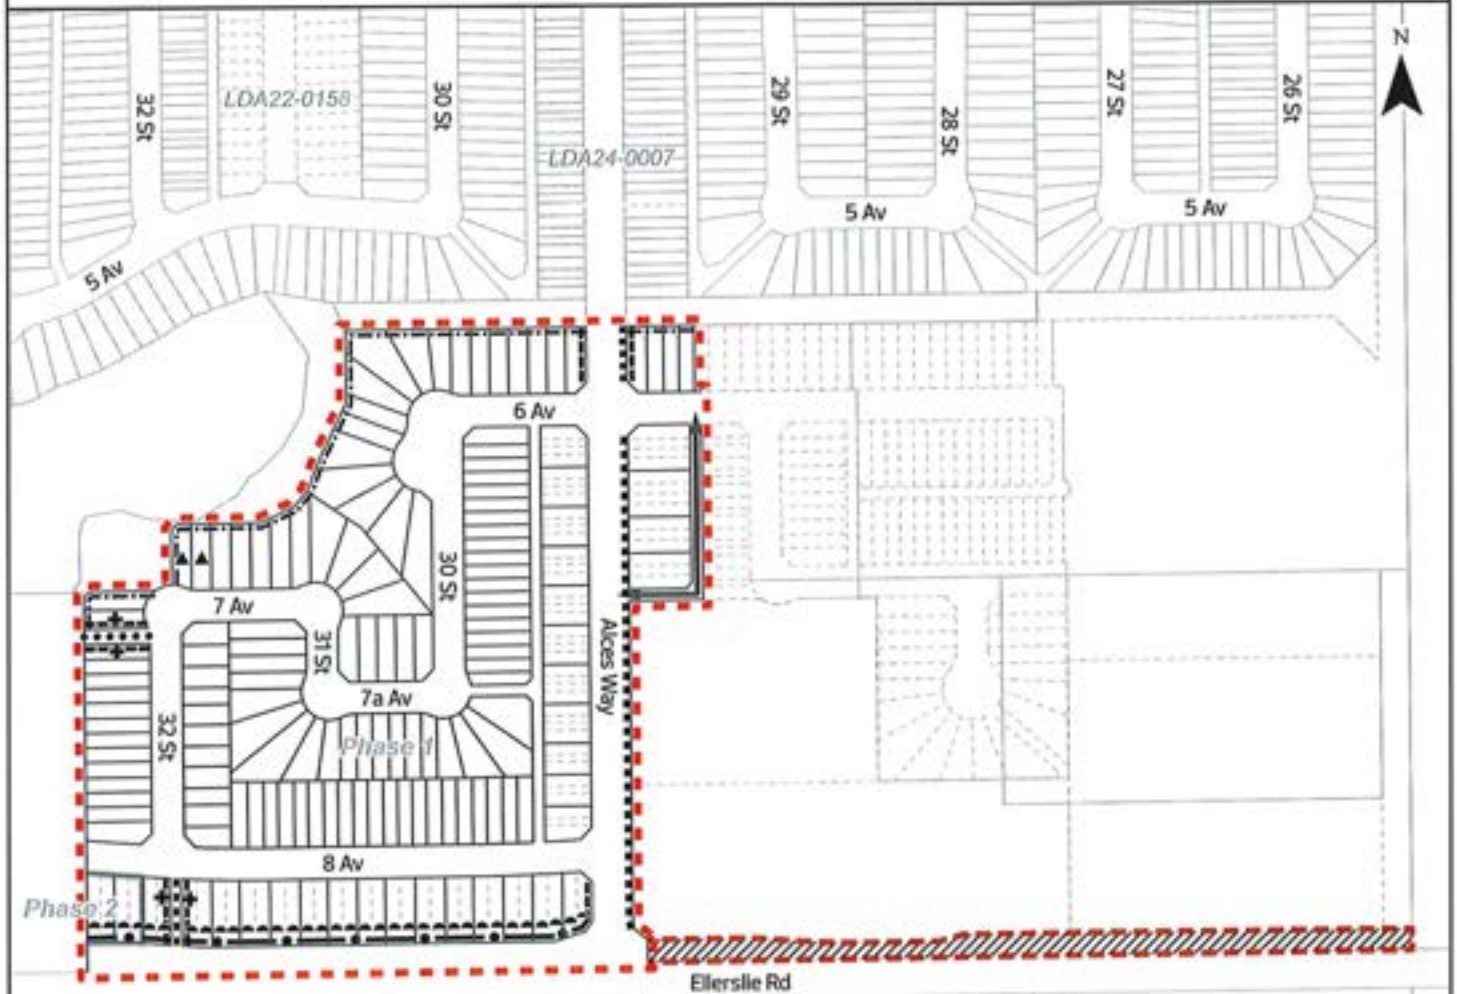 N
32 St
LDA22-0158
30 St
LDA24-0007
29 St
28 St
27 St
26 St
5 Av
5 Av
5 Av
6 Av
30 St
7 Av
31 St
Alces Way
7a Av
32 St
Phase 1
8 Av
Phase 2
Ellerslie Rd